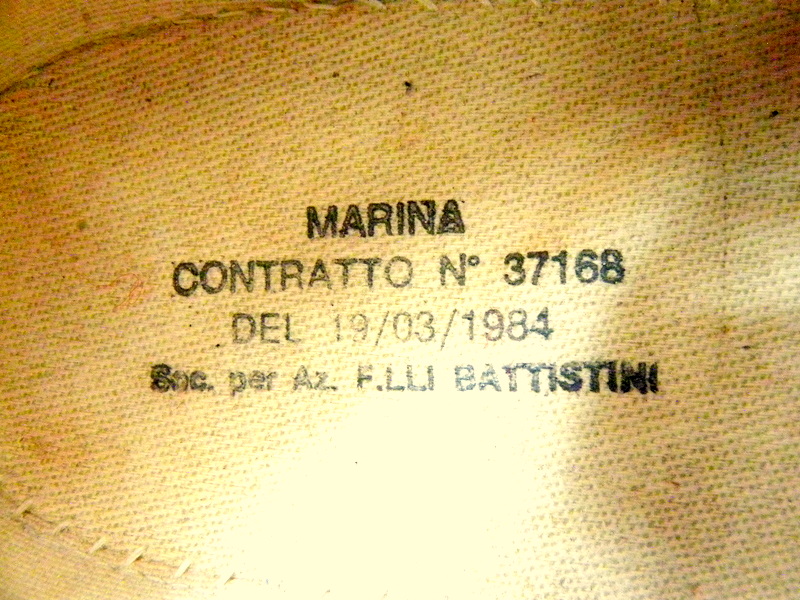 MARINA
CONTRATTO N° 37168
DEL 19/03/1984
Soc. per Az. F.LLI BATTISTINI